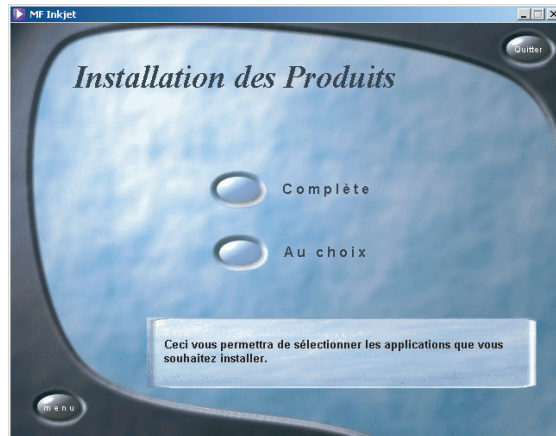 MF Inkjet
Quitter
Installation des Produits
Complète
Au choix
Ceci vous permettra de sélectionner les applications que vous
souhaitez installer.
menu